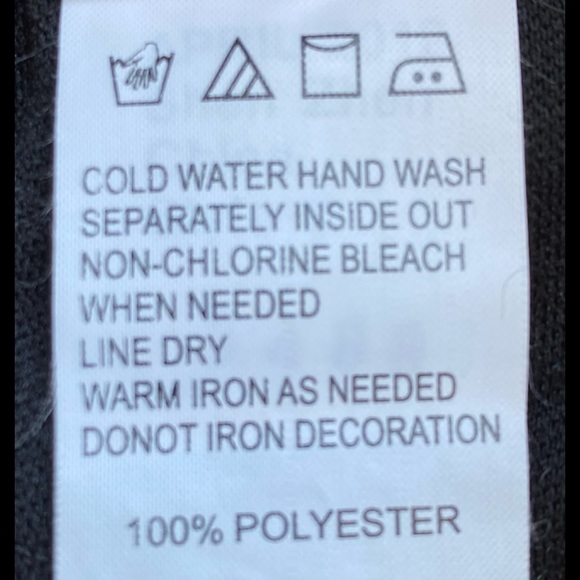 COLD WATER HAND WASH
SEPARATELY INSIDE OUT
NON-CHLORINE BLEACH
WHEN NEEDED
LINE DRY
WARM IRON AS NEEDED
DONOT IRON DECORATION
100% POLYESTER